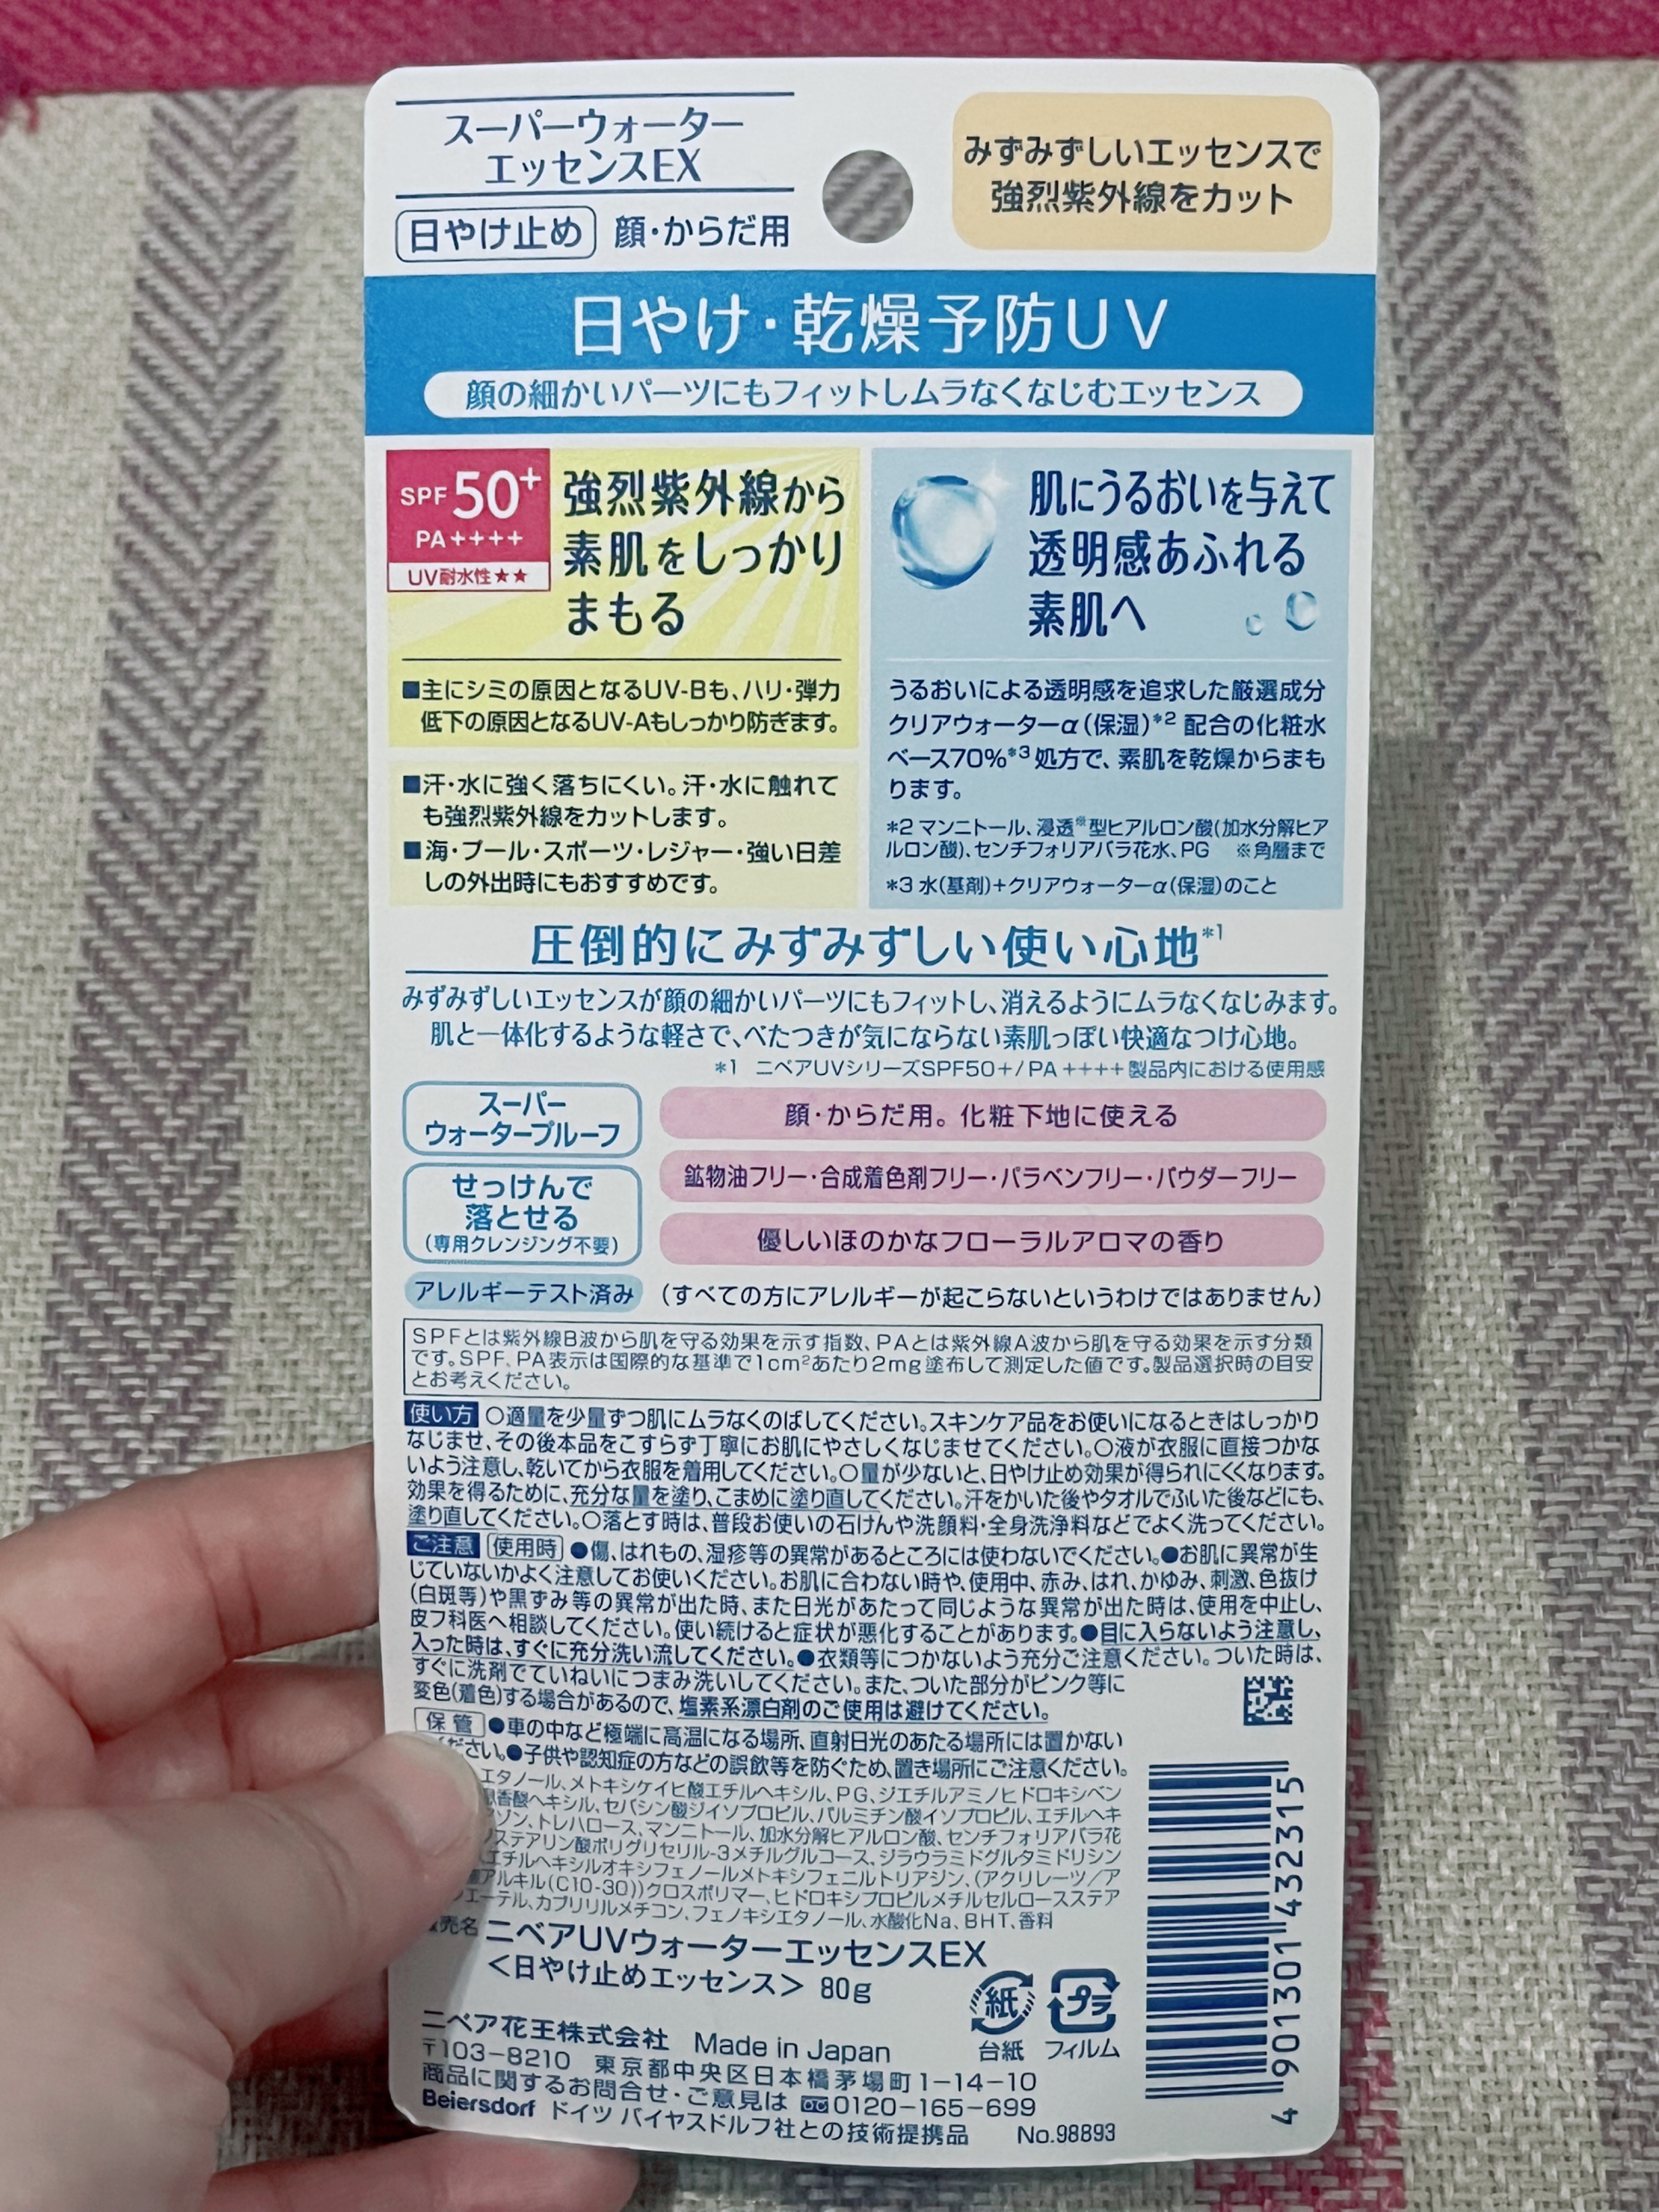 スーパーウォーター
エッセンスEX
日やけ止め 顔・からだ用
みずみずしいエッセンスで
強烈紫外線をカット
日やけ・乾燥予防UV
顔の細かいパーツにもフィットしムラなくなじむエッセンス
SPF50+
PA++++
UV耐水性★★
強烈紫外線から
素肌をしっかり
まもる
■主にシミの原因となるUV-Bも、ハリ・弾力
低下の原因となるUV-Aもしっかり防ぎます。
■汗・水に強く落ちにくい。汗・水に触れて
も強烈紫外線をカットします。
■海・プール・スポーツ・レジャー・強い日差
しの外出時にもおすすめです。
肌にうるおいを与えて
透明感あふれる
素肌へ
うるおいによる透明感を追求した厳選成分
クリアウォーターα(保湿)*2 配合の化粧水
ベース70%*3 処方で、素肌を乾燥からまも
ります。
*2 マンニトール、浸透※型ヒアルロン酸(加水分解ヒア
ルロン酸)、センチフォリアバラ花水、PG ※角層まで
*3 水(基剤)+クリアウォーターα(保湿)のこと
圧倒的にみずみずしい使い心地*1
みずみずしいエッセンスが顔の細かいパーツにもフィットし、消えるようにムラなくなじみます。
肌と一体化するような軽さで、べたつきが気にならない素肌っぽい快適なつけ心地。
*1 ニベアUVシリーズSPF50+/PA++++製品内における使用感
スーパー
ウォータープルーフ
せっけんで
落とせる
(専用クレンジング不要)
顔・からだ用。化粧下地に使える
鉱物油フリー・合成着色剤フリー・パラベンフリー・パウダーフリー
優しいほのかなフローラルアロマの香り
アレルギーテスト済み (すべての方にアレルギーが起こらないというわけではありません)
SPFとは紫外線B波から肌を守る効果を示す指数、PAとは紫外線A波から肌を守る効果を示す分類
です。SPF、PA表示は国際的な基準で1cm²あたり2mg塗布して測定した値です。製品選択時の目安
とお考えください。
使い方 ○適量を少量ずつ肌にムラなくのばしてください。スキンケア品をお使いになるときはしっかり
なじませ、その後本品をこすらず丁寧にお肌にやさしくなじませてください。○液が衣服に直接つかな
いよう注意し、乾いてから衣服を着用してください。○量が少ないと、日やけ止め効果が得られにくくなります。
効果を得るために、充分な量を塗り、こまめに塗り直してください。汗をかいた後やタオルでふいた後などにも、
塗り直してください。○落とす時は、普段お使いの石けんや洗顔料・全身洗浄料などでよく洗ってください。
ご注意 使用時 ●傷、はれもの、湿疹等の異常があるところには使わないでください。●お肌に異常が生
じていないかよく注意してお使いください。お肌に合わない時や、使用中、赤み、はれ、かゆみ、刺激、色抜け
(白斑等)や黒ずみ等の異常が出た時、また日光があたって同じような異常が出た時は、使用を中止し、
皮フ科医へ相談してください。使い続けると症状が悪化することがあります。●目に入らないよう注意し、
入った時は、すぐに充分洗い流してください。●衣類等につかないよう充分ご注意ください。ついた時は、
すぐに洗剤でていねいにつまみ洗いしてください。また、ついた部分がピンク等に
変色(着色)する場合があるので、塩素系漂白剤のご使用は避けてください。
保管 ●車の中など極端に高温になる場所、直射日光のあたる場所には置かない
ください。●子供や認知症の方などの誤飲等を防ぐため、置き場所にご注意ください。
エタノール、メトキシケイヒ酸エチルヘキシル、PG、ジエチルアミノヒドロキシベン
香酸ヘキシル、セバシン酸ジイソプロピル、パルミチン酸イソプロピル、エチルヘキ
ゾン、トレハロース、マンニトール、加水分解ヒアルロン酸、センチフォリアバラ花
ステアリン酸ポリグリセリル-3メチルグルコース、ジラウラミドグルタミドリシン
エチルヘキシルオキシフェノールメトキシフェニルトリアジン、(アクリレーツ/ア
アルキル(C10-30))クロスポリマー、ヒドロキシプロピルメチルセルロースステア
エーテル、カプリリルメチコン、フェノキシエタノール、水酸化Na、BHT、香料
売名 ニベアUVウォーターエッセンスEX
<日やけ止めエッセンス> 80g
紙
台紙
プラ
フィルム
ニベア花王株式会社 Made in Japan
〒103-8210 東京都中央区日本橋茅場町1-14-10
商品に関するお問合せ・ご意見は 0120-165-699
Beiersdorf ドイツ バイヤスドルフ社との技術提携品 No.98893
4 901301 432315